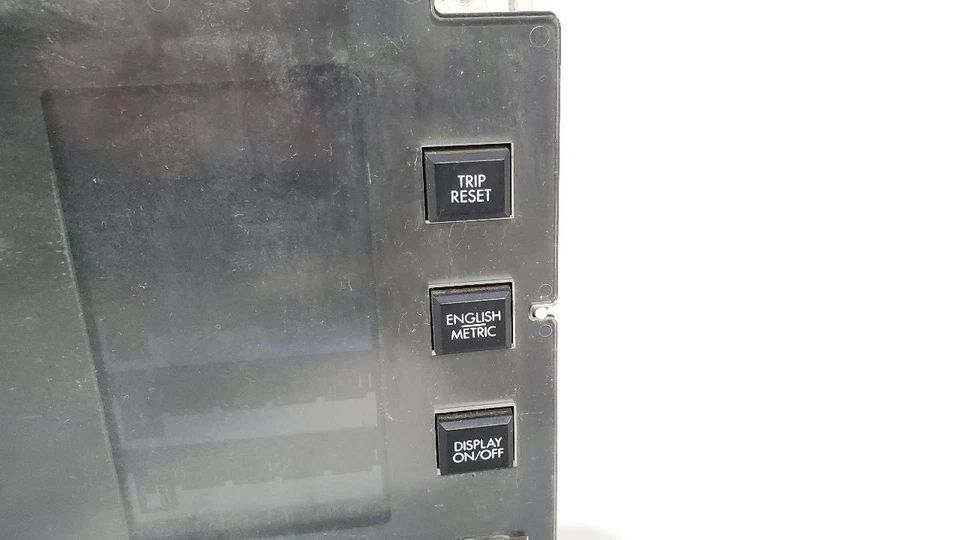 TRIP
RESET
ENGLISH
METRIC
DISPLAY
ON/OFF